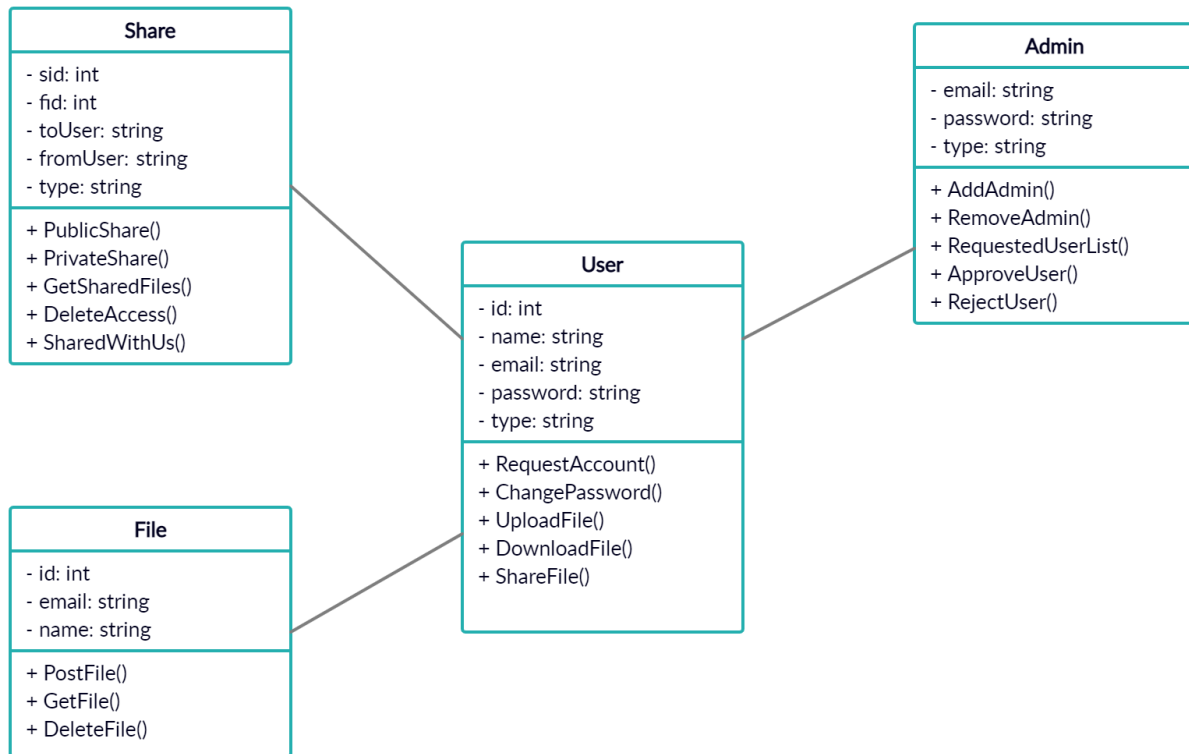 Share
- sid: int
- fid: int
- toUser: string
- fromUser: string
- type: string
+ PublicShare()
+ PrivateShare()
+ GetSharedFiles()
+ DeleteAccess()
+ SharedWithUs()
Admin
- email: string
- password: string
- type: string
+ AddAdmin()
+ RemoveAdmin()
+ RequestedUserList()
+ ApproveUser()
+ RejectUser()
User
- id: int
- name: string
- email: string
- password: string
- type: string
+ RequestAccount()
+ ChangePassword()
+ UploadFile()
+ DownloadFile()
+ ShareFile()
File
- id: int
- email: string
- name: string
+ PostFile()
+ GetFile()
+ DeleteFile()